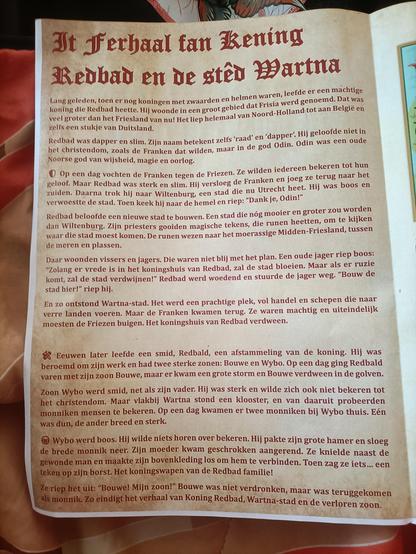 It Ferhaal fan Kening
Redbad en de stêd Wartna
Lang geleden, toen er nog koningen met zwaarden en helmen waren, leefde er een machtige
koning die Redbad heette. Hij woonde in een groot gebied dat Frisia werd genoemd. Dat was
veel groter dan het Friesland van nu! Het liep helemaal van Noord-Holland tot aan België en
zelfs een stukje van Duitsland.
Redbad was dapper en slim. Zijn naam betekent zelfs 'raad' en 'dapper'. Hij geloofde niet in
het christendom, zoals de Franken dat wilden, maar in de god Odin. Odin was een oude
Noorse god van wijsheid, magie en oorlog.
Op een dag vochten de Franken tegen de Friezen. Ze wilden iedereen bekeren tot hun
geloof. Maar Redbad was sterk en slim. Hij versloeg de Franken en joeg ze terug naar het
zuiden. Daarna trok hij naar Wiltenburg, een stad die nu Utrecht heet. Hij was boos en
verwoestte de stad. Toen keek hij naar de hemel en riep: "Dank je, Odin!"
Redbad beloofde een nieuwe stad te bouwen. Een stad die nóg mooier en groter zou worden
dan Wiltenburg. Zijn priesters gooiden magische tekens, die runen heetten, om te kijken
waar die stad moest komen. De runen wezen naar het moerassige Midden-Friesland, tussen
de meren en plassen.
Daar woonden vissers en jagers. Die waren niet blij met het plan. Een oude jager riep boos:
"Zolang er vrede is in het koningshuis van Redbad, zal de stad bloeien. Maar als er ruzie
komt, zal de stad verdwijnen!" Redbad werd woedend en stuurde de jager weg. "Bouw de
stad hier!" riep hij.
En zo ontstond Wartna-stad. Het werd een prachtige plek, vol handel en schepen die naar
verre landen voeren. Maar de Franken kwamen terug. Ze waren machtig en uiteindelijk
moesten de Friezen buigen. Het koningshuis van Redbad verdween.
Eeuwen later leefde een smid, Redbald, een afstammeling van de koning. Hij was
beroemd om zijn werk en had twee sterke zonen: Bouwe en Wybo. Op een dag ging Redbald
varen met zijn zoon Bouwe, maar er kwam een grote storm en Bouwe verdween in de golven.
Zoon Wybo werd smid, net als zijn vader. Hij was sterk en wilde zich ook niet bekeren tot
het christendom. Maar vlakbij Wartna stond een klooster, en van daaruit probeerden
monniken mensen te bekeren. Op een dag kwamen er twee monniken bij Wybo thuis. Eén
was dun, de ander breed en sterk.
Wybo werd boos. Hij wilde niets horen over bekeren. Hij pakte zijn grote hamer en sloeg
de brede monnik neer. Zijn moeder kwam geschrokken aanrennen. Ze knielde naast de
gewonde man en maakte zijn bovenkleding los om hem te verbinden. Toen zag ze iets... een
teken op zijn borst. Het koningswapen van de Redbad familie!
Ze riep het uit: "Bouwe! Mijn zoon!" Bouwe was niet verdronken, maar was teruggekomen
als monnik. Zo eindigt het verhaal van Koning Redbad, Wartna-stad en de verloren zoon.